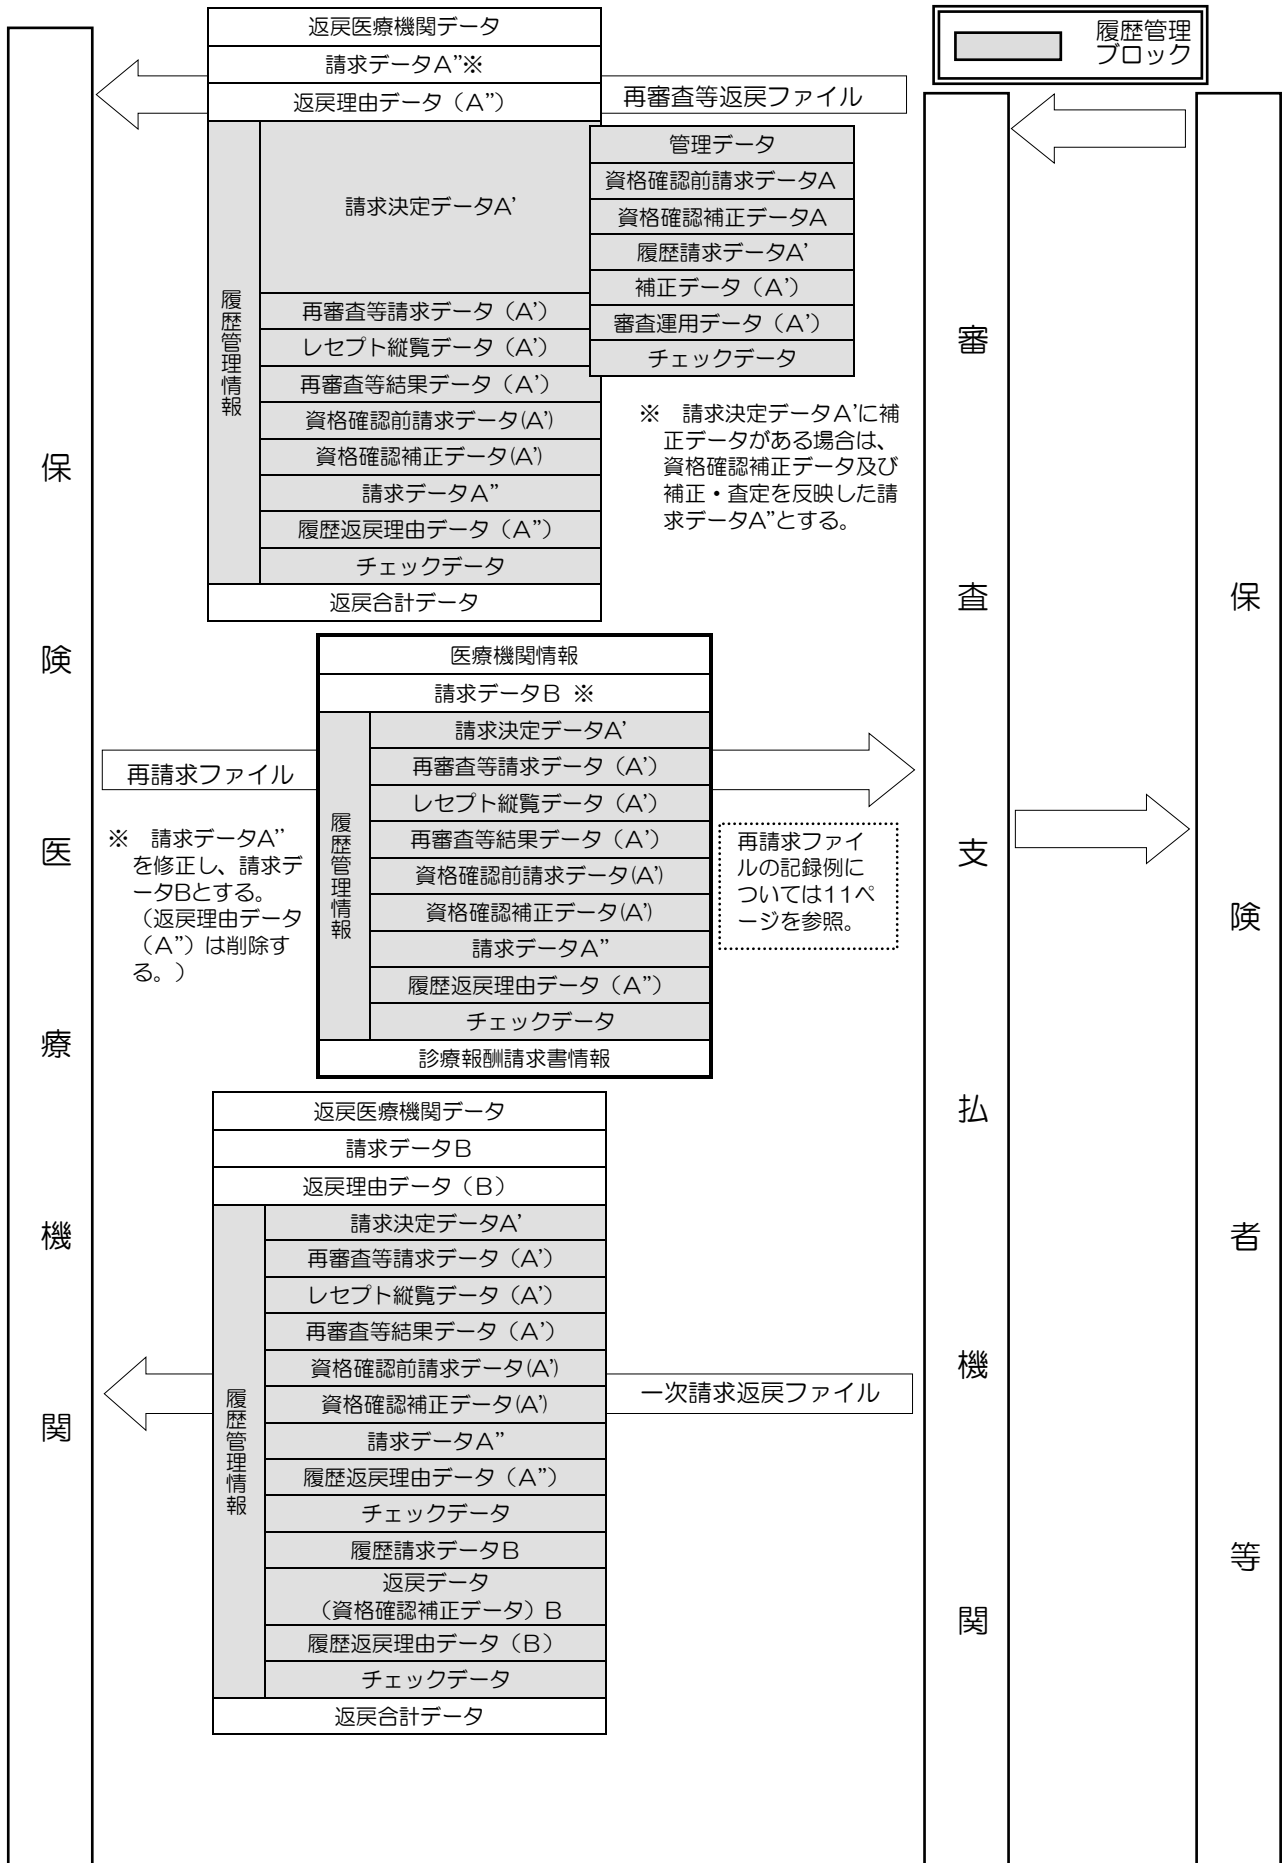 履歴管理
ブロック
保険医療機関
審査支払機関
保険者等
返戻医療機関データ
請求データA”※
返戻理由データ（A”）
再審査等返戻ファイル
履歴管理情報
請求決定データA’
管理データ
資格確認前請求データA
資格確認補正データA
履歴請求データA’
補正データ（A’）
審査運用データ（A’）
チェックデータ
再審査等請求データ（A’）
レセプト縦覧データ（A’）
再審査等結果データ（A’）
資格確認前請求データ(A’)
資格確認補正データ(A’)
請求データA”
履歴返戻理由データ（A”）
チェックデータ
返戻合計データ
※　請求決定データA’に補
正データがある場合は、
資格確認補正データ及び
補正・査定を反映した請
求データA”とする。
医療機関情報
請求データB ※
履歴管理情報
請求決定データA’
再審査等請求データ（A’）
レセプト縦覧データ（A’）
再審査等結果データ（A’）
資格確認前請求データ(A’)
資格確認補正データ(A’)
請求データA”
履歴返戻理由データ（A”）
チェックデータ
診療報酬請求書情報
再請求ファイル
※　請求データA’’
を修正し、請求デ
ータBとする。
（返戻理由データ
（A”）は削除す
る。）
再請求ファイ
ルの記録例に
ついては11ペ
ージを参照。
返戻医療機関データ
請求データB
返戻理由データ（B）
履歴管理情報
請求決定データA’
再審査等請求データ（A’）
レセプト縦覧データ（A’）
再審査等結果データ（A’）
資格確認前請求データ(A’)
資格確認補正データ(A’)
請求データA”
履歴返戻理由データ（A”）
チェックデータ
履歴請求データB
返戻データ
（資格確認補正データ）B
履歴返戻理由データ（B）
チェックデータ
返戻合計データ
一次請求返戻ファイル